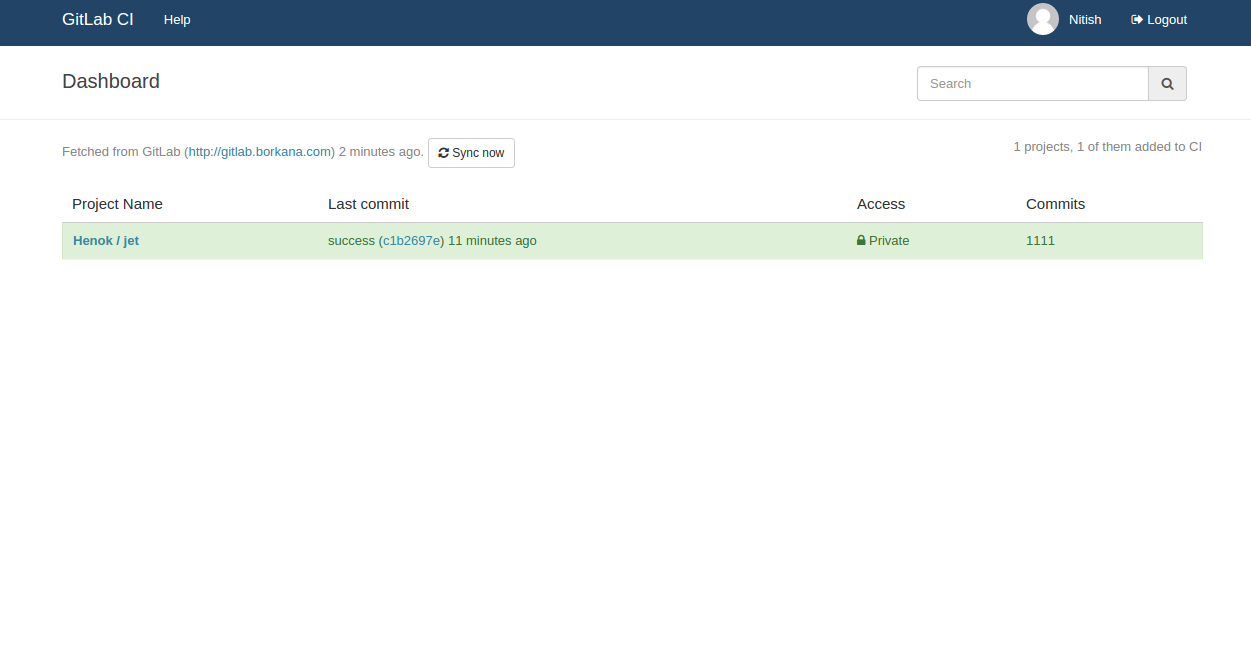 GitLab CI Help Nitish Logout
Dashboard Search
Fetched from GitLab (http://gitlab.borkana.com) 2 minutes ago. Sync now 1 projects, 1 of them added to CI
Project Name Last commit Access Commits
Henok / jet success (c1b2697e) 11 minutes ago Private 1111